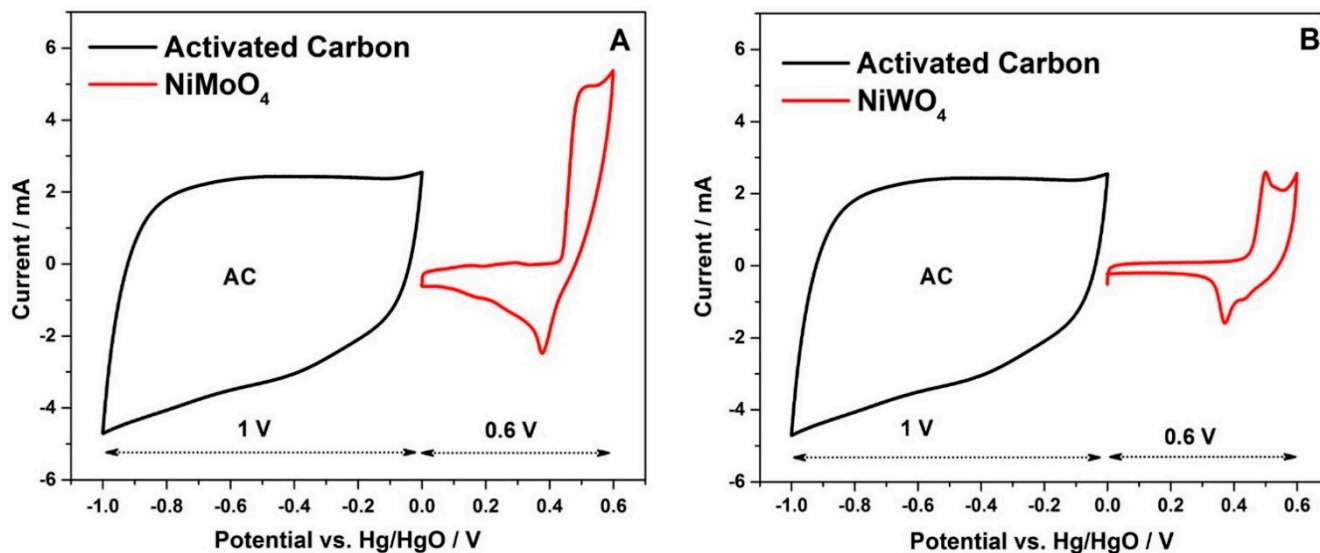 A
Activated Carbon
NiMoO₄
Current / mA
6
4
2
0
-2
-4
-6
AC
1 V
0.6 V
-1.0 -0.8 -0.6 -0.4 -0.2 0.0 0.2 0.4 0.6
Potential vs. Hg/HgO / V
B
Activated Carbon
NiWO₄
Current / mA
6
4
2
0
-2
-4
-6
AC
1 V
0.6 V
-1.0 -0.8 -0.6 -0.4 -0.2 0.0 0.2 0.4 0.6
Potential vs. Hg/HgO / V